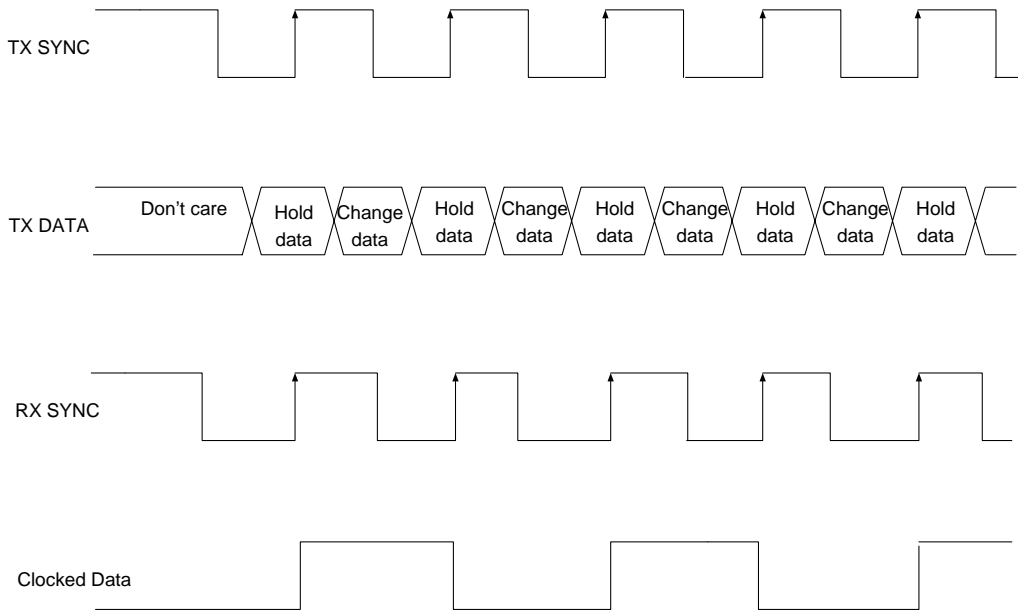 TX SYNC
TX DATA
Don't care
Hold
data
Change
data
Hold
data
Change
data
Hold
data
Change
data
Hold
data
Change
data
Hold
data
RX SYNC
Clocked Data